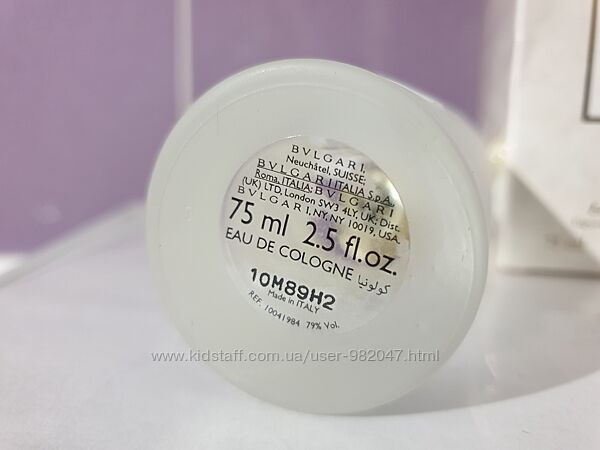 BVLGARI,
Neuchâtel, SUISSE;
BVLGARI ITALIA S.p.A.,
Roma, ITALIA; BVLGARI
(UK) LTD, London SW3 4LY, UK; Dist.
BVLGARI, NY, NY 10019, USA.
75 ml 2.5 fl.oz.
EAU DE COLOGNE كولونيا
10M89H2
Made in ITALY
REF. 10041984 79% Vol.
www.kidstaff.com.ua/user-982047.html